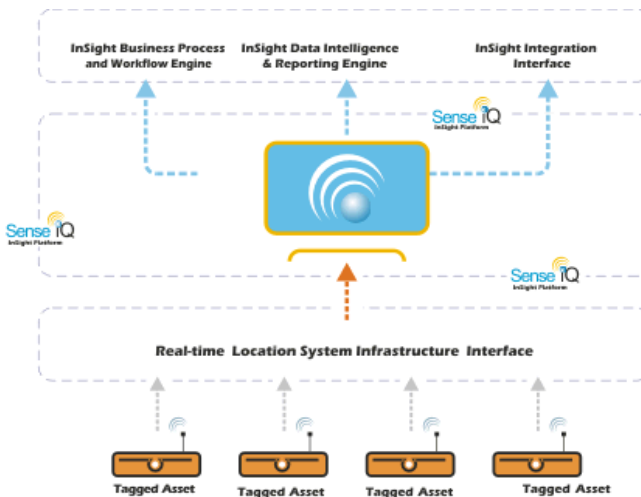 InSight Business Process
and Workflow Engine
InSight Data Intelligence
& Reporting Engine
InSight Integration
Interface
Sense iQ
InSight Platform
Sense iQ
InSight Platform
Sense iQ
InSight Platform
Real-time Location System Infrastructure Interface
Tagged Asset
Tagged Asset
Tagged Asset
Tagged Asset